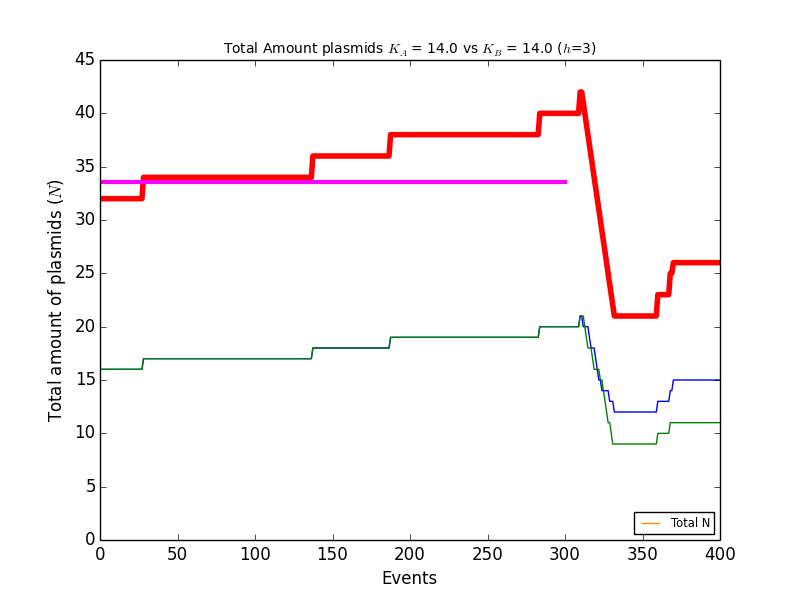 Total Amount plasmids K_A = 14.0 vs K_B = 14.0 (h=3)
45
40
35
30
25
20
15
10
5
0
Total amount of plasmids (N)
0 50 100 150 200 250 300 350 400
Events
Total N